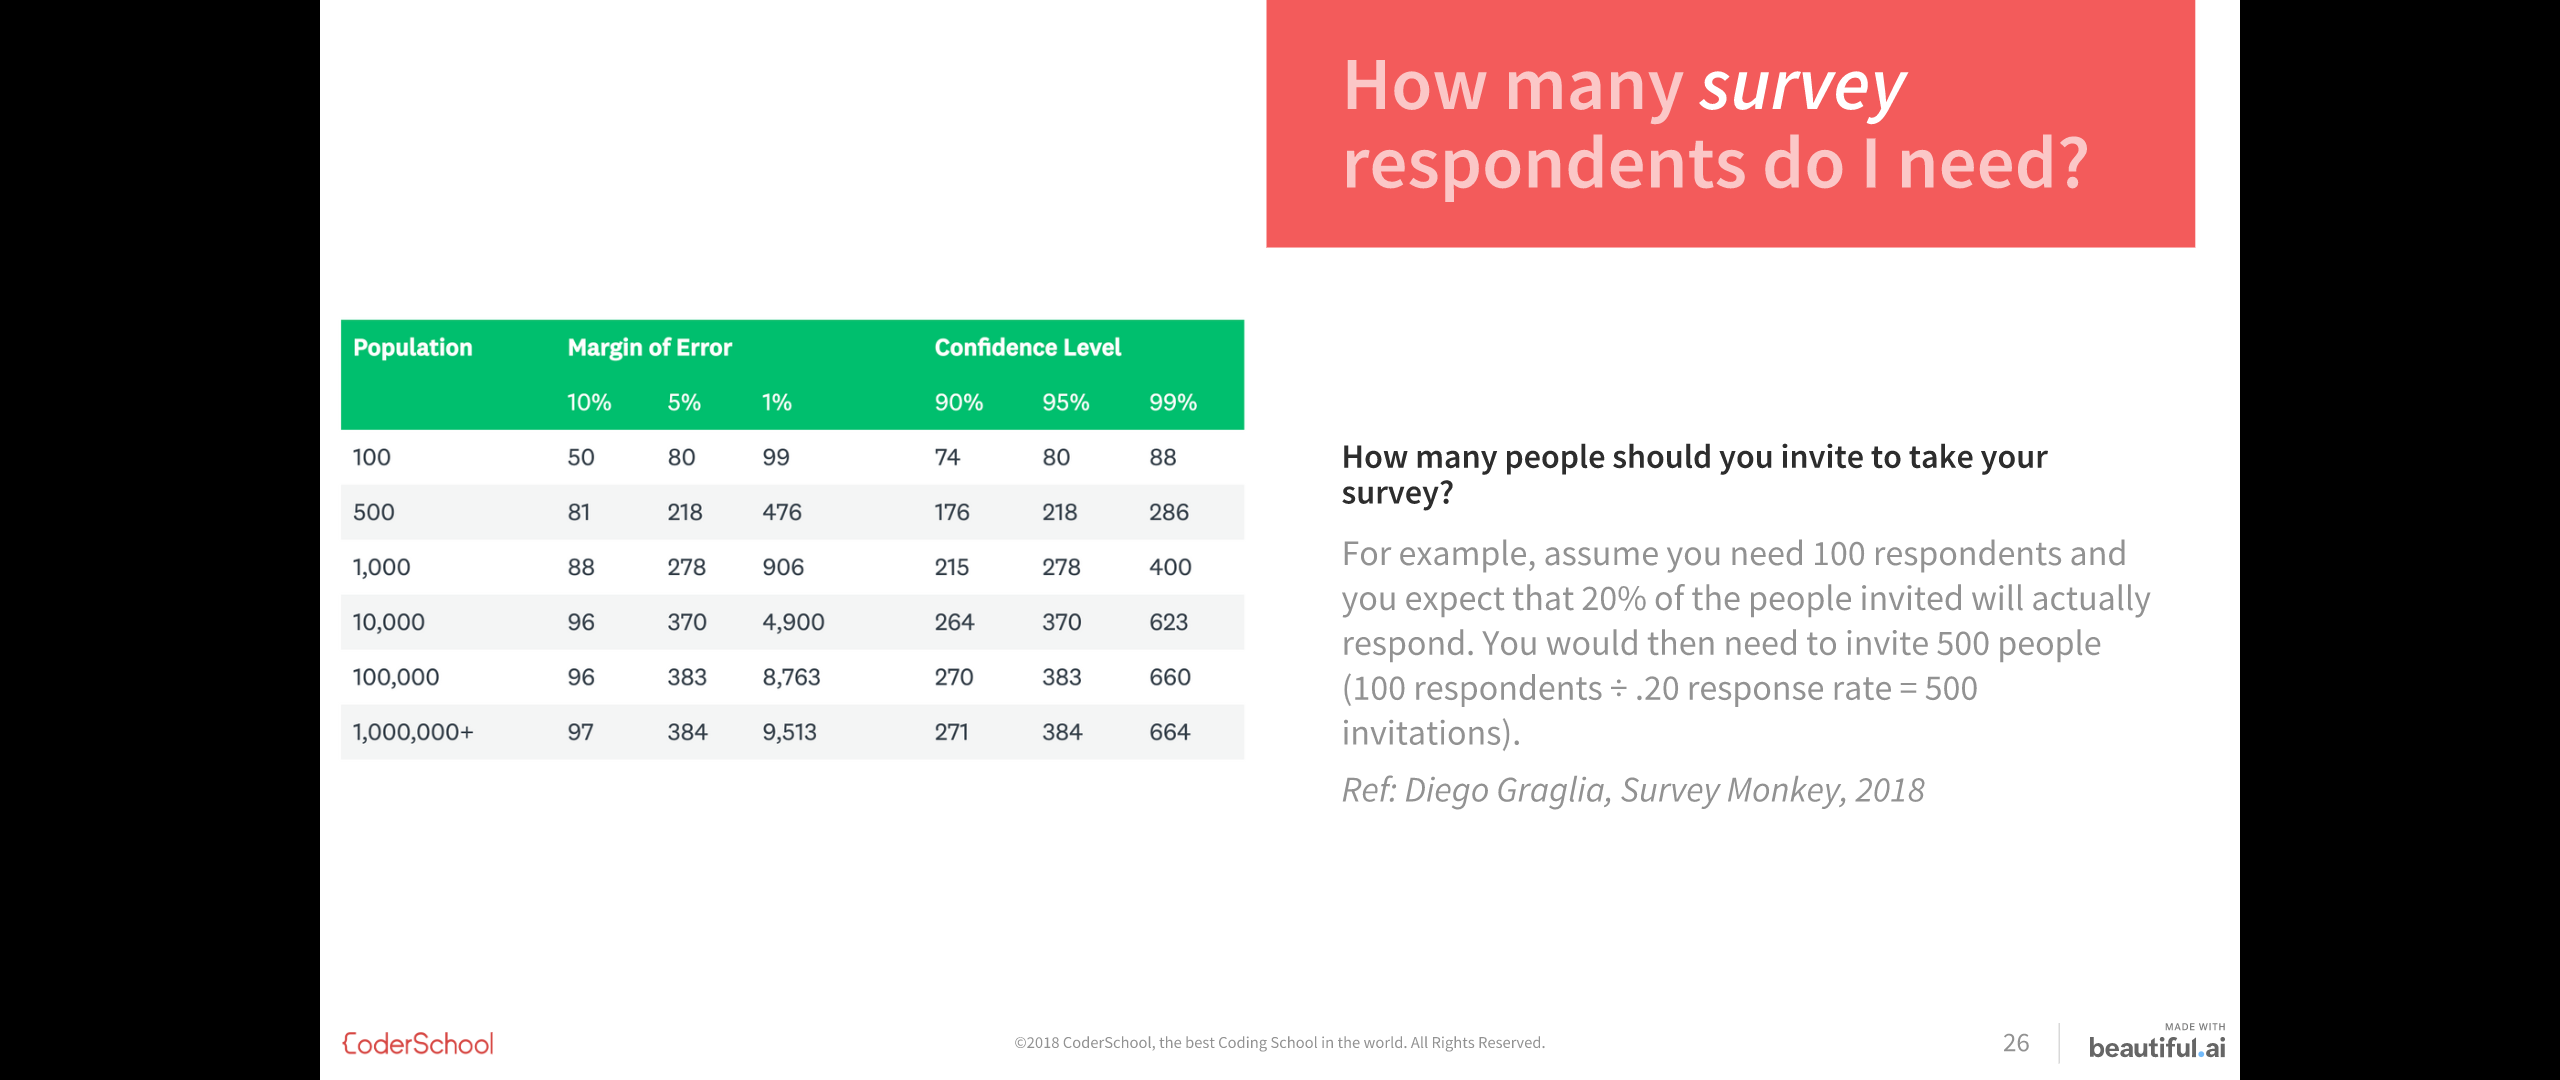 How many survey
respondents do I need?
Population Margin of Error Confidence Level
10% 5% 1% 90% 95% 99%
100 50 80 99 74 80 88
500 81 218 476 176 218 286
1,000 88 278 906 215 278 400
10,000 96 370 4,900 264 370 623
100,000 96 383 8,763 270 383 660
1,000,000+ 97 384 9,513 271 384 664
How many people should you invite to take your
survey?
For example, assume you need 100 respondents and
you expect that 20% of the people invited will actually
respond. You would then need to invite 500 people
(100 respondents ÷ .20 response rate = 500
invitations).
Ref: Diego Graglia, Survey Monkey, 2018
{CoderSchool
©2018 CoderSchool, the best Coding School in the world. All Rights Reserved.
26
MADE WITH
beautiful.ai